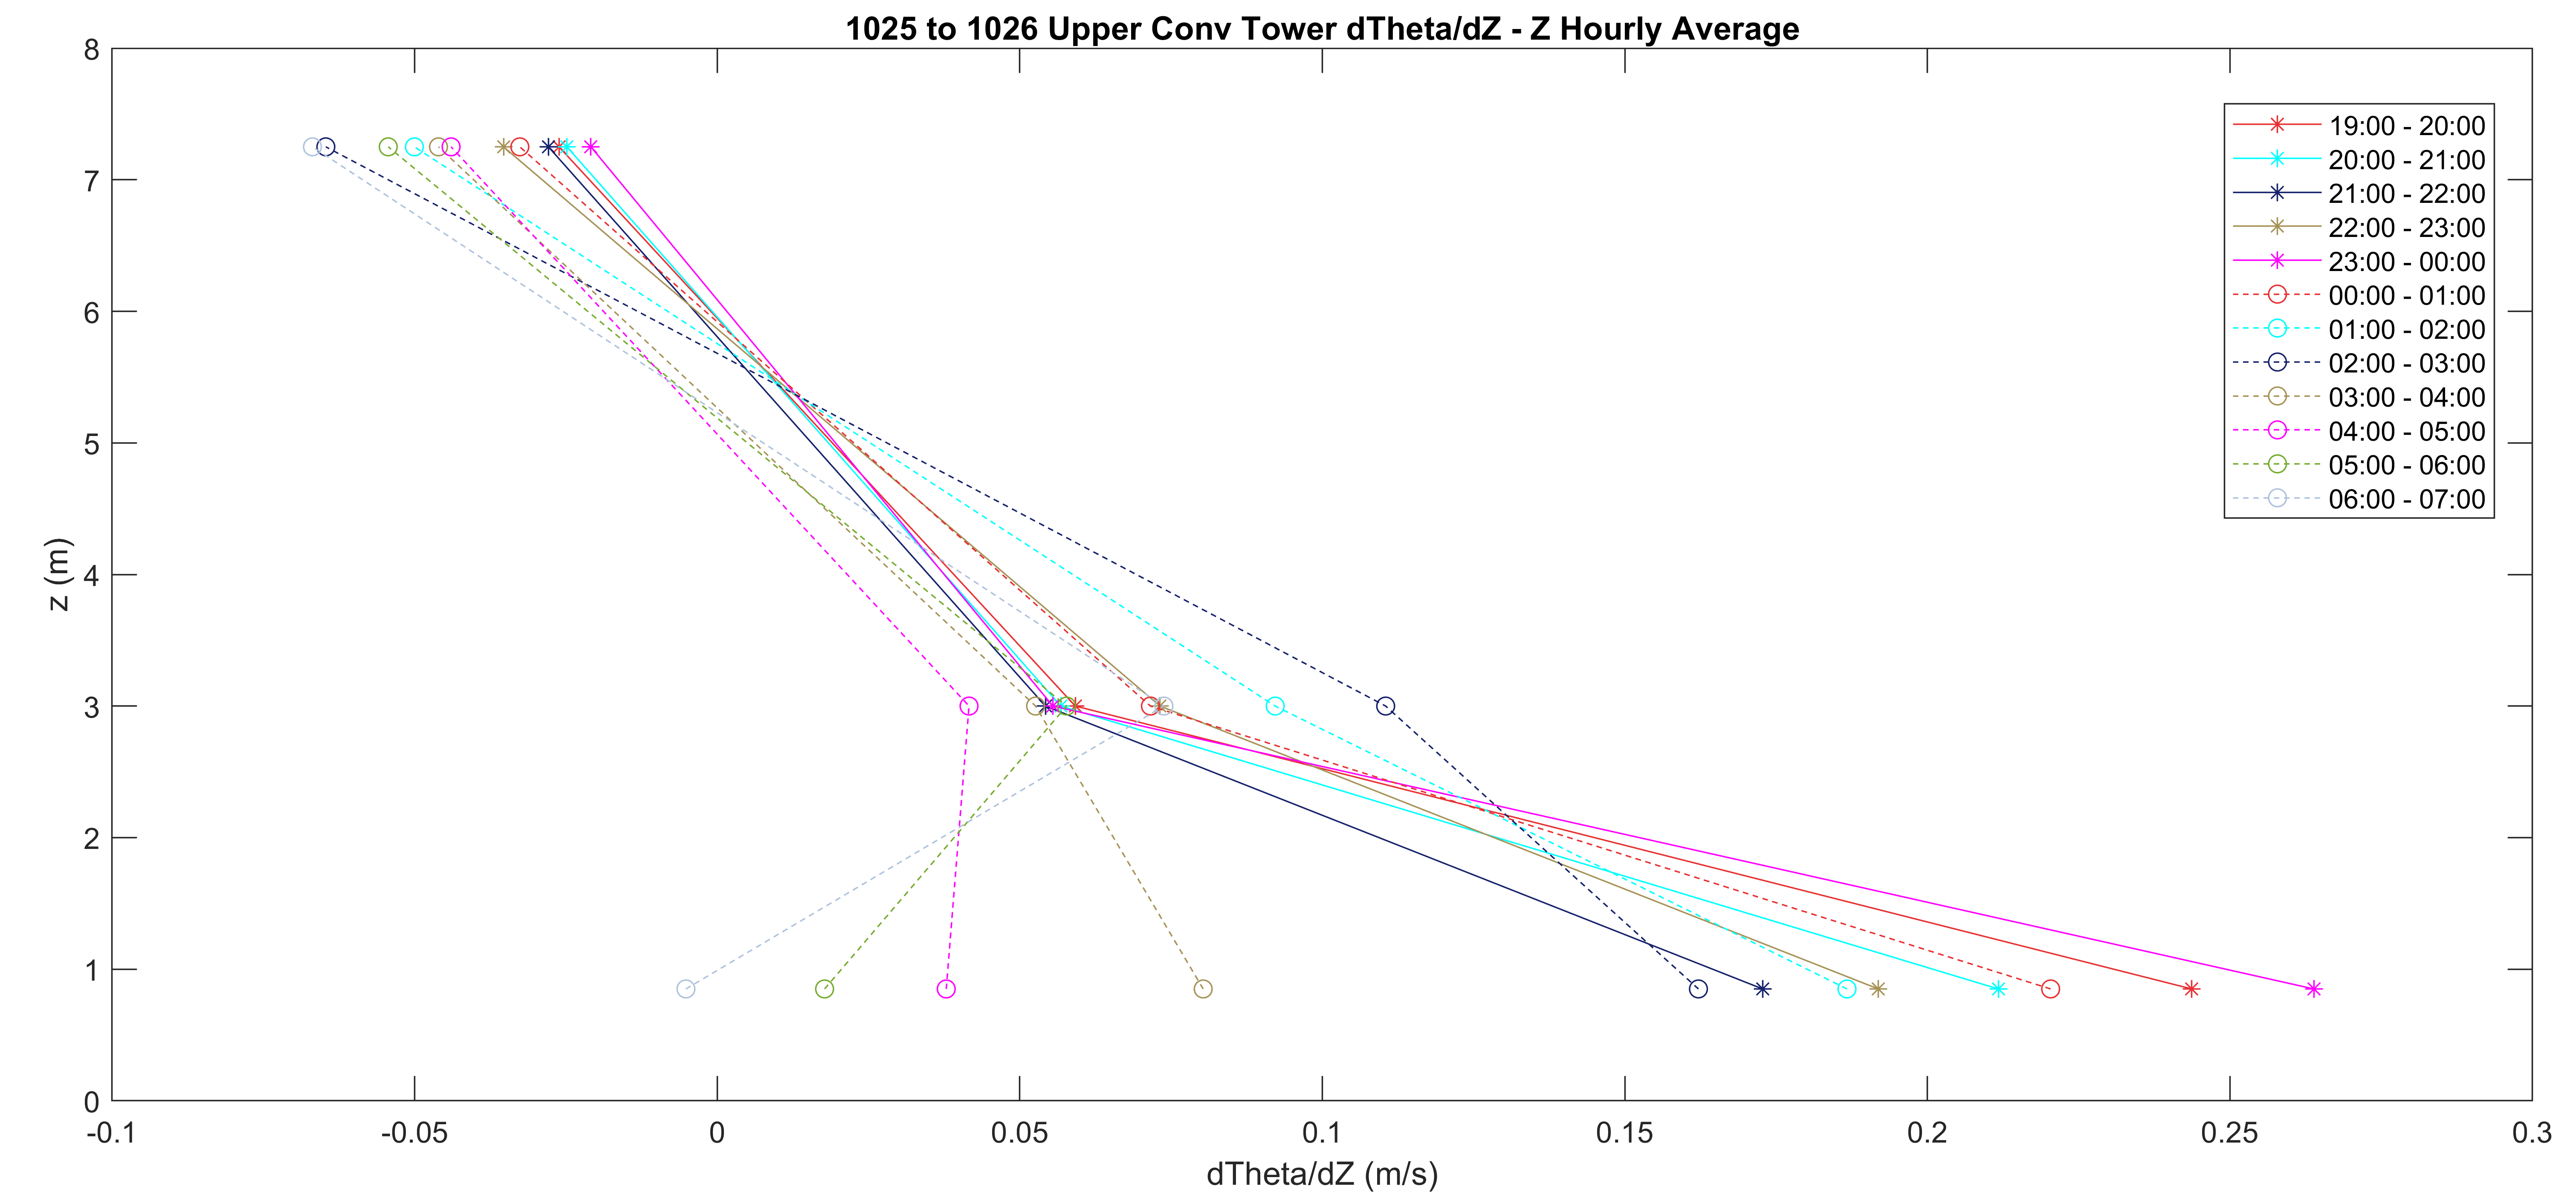 1025 to 1026 Upper Conv Tower dTheta/dZ - Z Hourly Average
8
7
6
5
4
3
2
1
0
z (m)
19:00 - 20:00
20:00 - 21:00
21:00 - 22:00
22:00 - 23:00
23:00 - 00:00
00:00 - 01:00
01:00 - 02:00
02:00 - 03:00
03:00 - 04:00
04:00 - 05:00
05:00 - 06:00
06:00 - 07:00
-0.1 -0.05 0 0.05 0.1 0.15 0.2 0.25 0.3
dTheta/dZ (m/s)